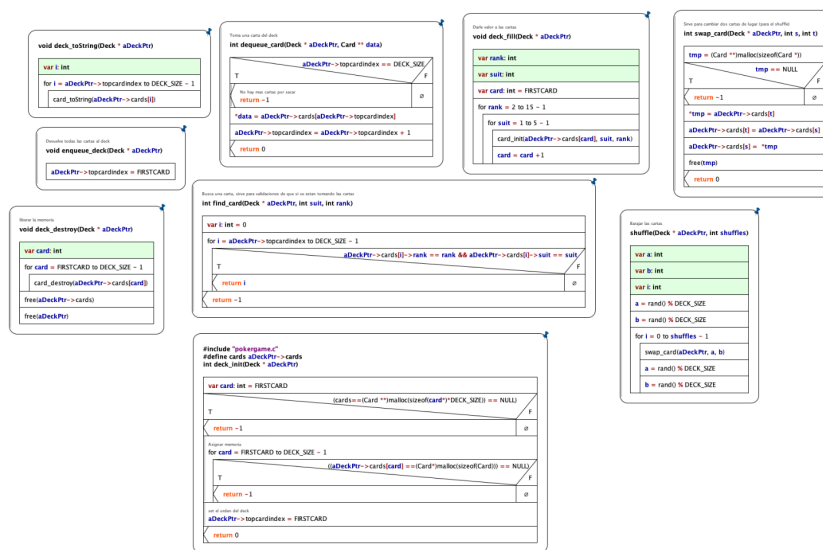 void deck_toString(Deck * aDeckPtr)
var i: int
for i = aDeckPtr->topcardindex to DECK_SIZE - 1
card_toString(aDeckPtr->cards[i])
Devuelve todas las cartas al deck
void enqueue_deck(Deck * aDeckPtr)
aDeckPtr->topcardindex = FIRSTCARD
Toma una carta del deck
int dequeue_card(Deck * aDeckPtr, Card ** data)
aDeckPtr->topcardindex == DECK_SIZE
T
F
No hay mas cartas por sacar
return -1
ø
*data = aDeckPtr->cards[aDeckPtr->topcardindex]
aDeckPtr->topcardindex = aDeckPtr->topcardindex + 1
return 0
Darle valor a las cartas
void deck_fill(Deck * aDeckPtr)
var rank: int
var suit: int
var card: int = FIRSTCARD
for rank = 2 to 15 - 1
for suit = 1 to 5 - 1
card_init(aDeckPtr->cards[card], suit, rank)
card = card +1
Sirve para cambiar dos cartas de lugar (para el shuffle)
int swap_card(Deck * aDeckPtr, int s, int t)
tmp = (Card **)malloc(sizeof(Card *))
tmp == NULL
T
return -1
ø
*tmp = aDeckPtr->cards[t]
aDeckPtr->cards[t] = aDeckPtr->cards[s]
aDeckPtr->cards[s] = *tmp
free(tmp)
return 0
void deck_destroy(Deck * aDeckPtr)
var card: int
for card = FIRSTCARD to DECK_SIZE - 1
card_destroy(aDeckPtr->cards[card])
free(aDeckPtr->cards)
free(aDeckPtr)
Busca una carta, sirve para validaciones de que si se esten tomando las cartas
int find_card(Deck * aDeckPtr, int suit, int rank)
var i: int = 0
for i = aDeckPtr->topcardindex to DECK_SIZE - 1
aDeckPtr->cards[i]->rank == rank && aDeckPtr->cards[i]->suit == suit
T
F
return i
ø
return -1
Barajar las cartas
shuffle(Deck * aDeckPtr, int shuffles)
var a: int
var b: int
var i: int
a = rand() % DECK_SIZE
b = rand() % DECK_SIZE
for i = 0 to shuffles - 1
swap_card(aDeckPtr, a, b)
a = rand() % DECK_SIZE
b = rand() % DECK_SIZE
#include "pokergame.c"
#define cards aDeckPtr->cards
int deck_init(Deck * aDeckPtr)
var card: int = FIRSTCARD
(cards==(Card **)malloc(sizeof(card*)*DECK_SIZE)) == NULL)
T
F
return -1
ø
Asignar memoria
for card = FIRSTCARD to DECK_SIZE - 1
((aDeckPtr->cards[card] ==(Card*)malloc(sizeof(Card))) == NULL)
T
F
return -1
ø
set el orden del deck
aDeckPtr->topcardindex = FIRSTCARD
return 0